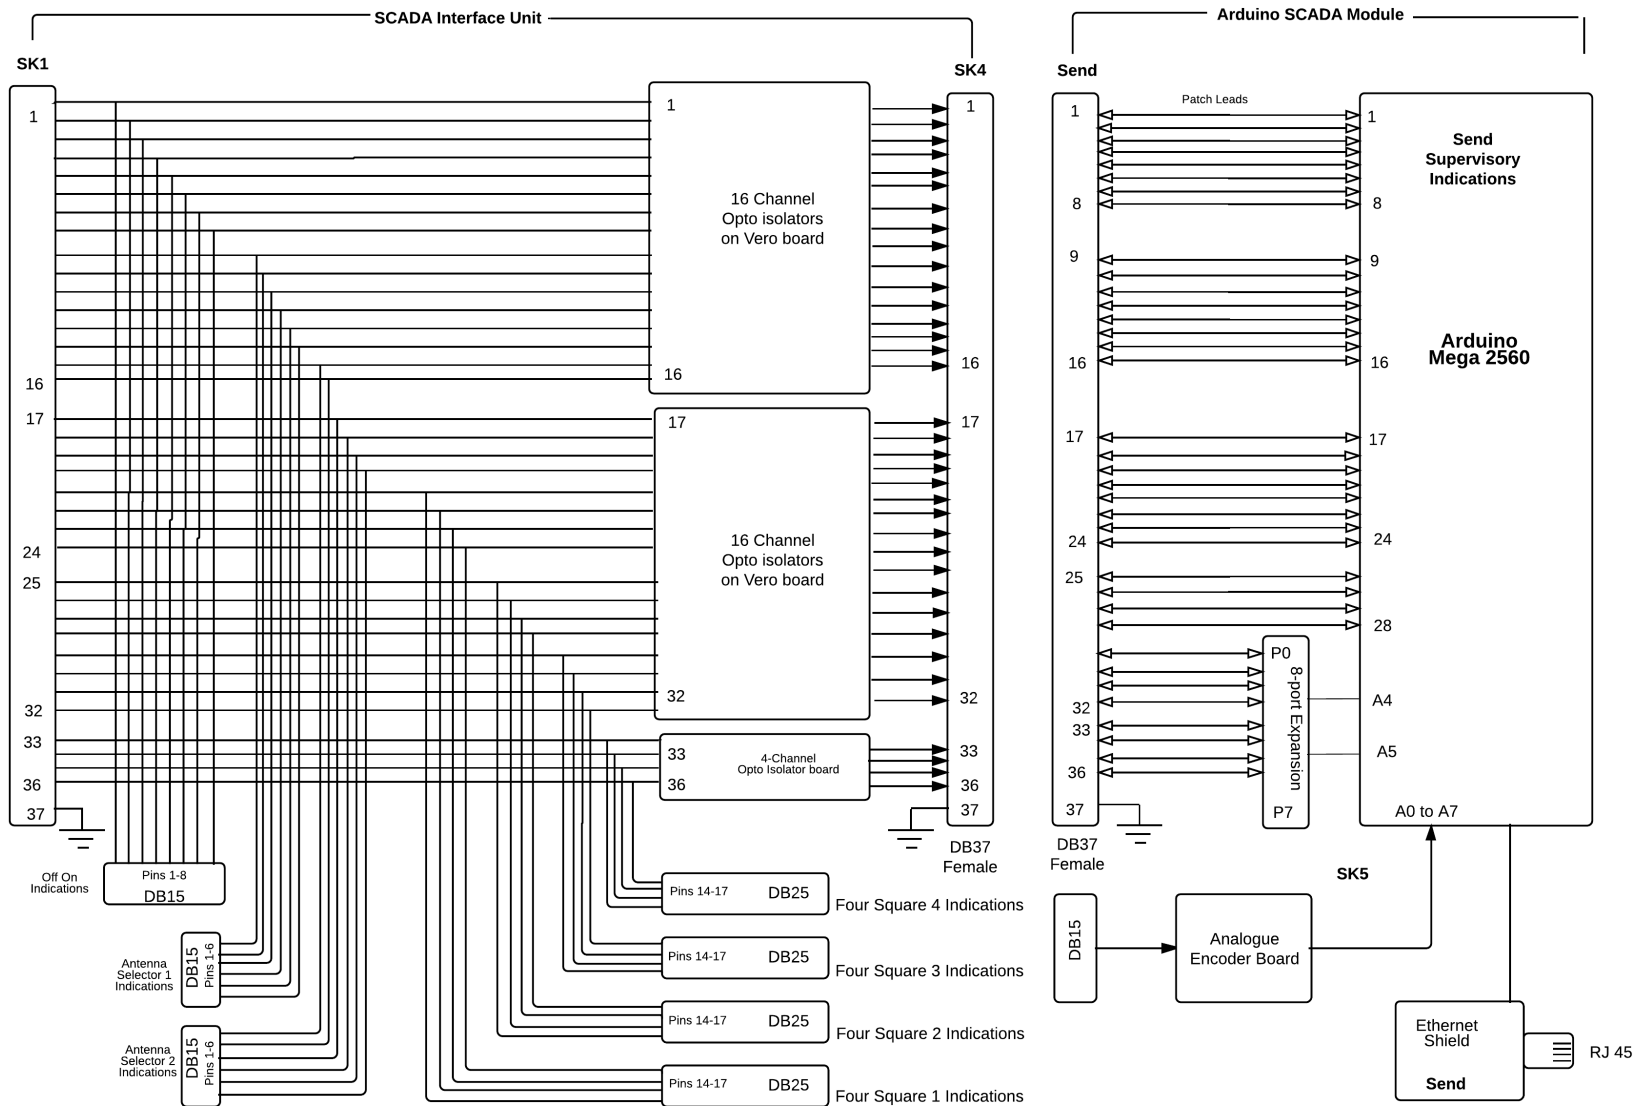 SCADA Interface Unit
Arduino SCADA Module
SK1
SK4
Send
1
16
17
24
25
32
33
36
37
1
16
16 Channel
Opto isolators
on Vero board
17
32
16 Channel
Opto isolators
on Vero board
33
36
4-Channel
Opto Isolator board
1
16
17
32
33
36
37
DB37
Female
1
8
9
16
17
24
25
32
33
36
37
DB37
Female
Patch Leads
1
8
9
16
17
24
28
A4
A5
A0 to A7
Send
Supervisory
Indications
Arduino
Mega 2560
P0
8-port Expansion
P7
Off On
Indications
Pins 1-8
DB15
Antenna
Selector 1
Indications
DB15
Pins 1-6
Antenna
Selector 2
Indications
DB15
Pins 1-6
Pins 14-17
DB25
Four Square 4 Indications
Pins 14-17
DB25
Four Square 3 Indications
Pins 14-17
DB25
Four Square 2 Indications
Pins 14-17
DB25
Four Square 1 Indications
SK5
DB15
Analogue
Encoder Board
Ethernet
Shield
Send
RJ 45